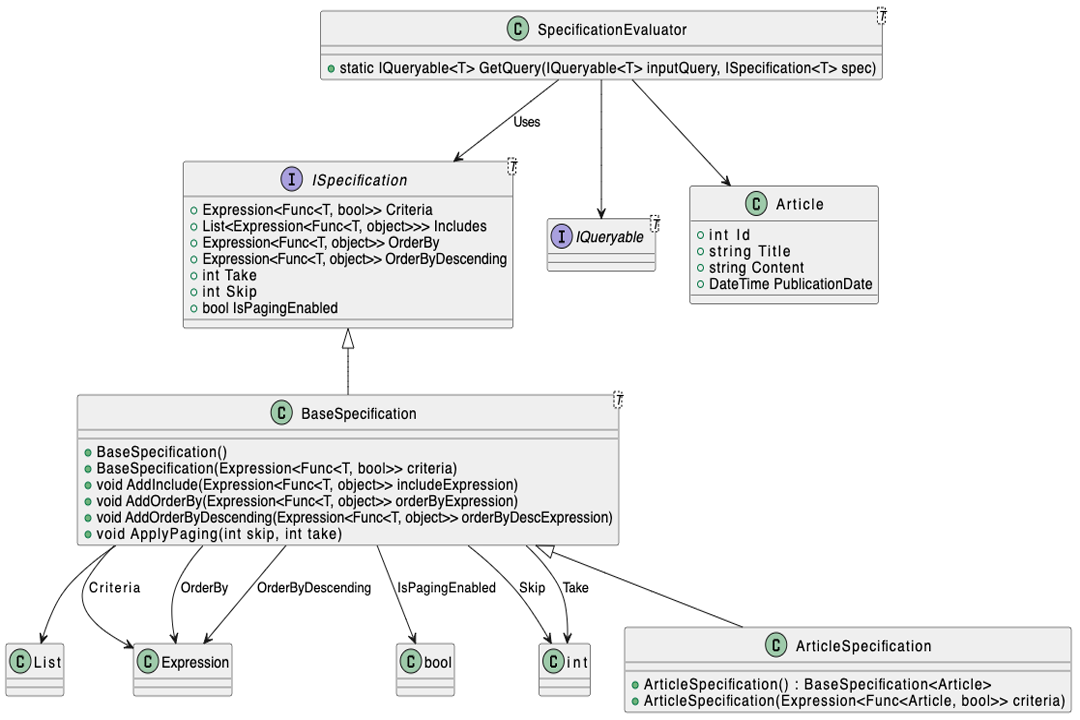 T
C SpecificationEvaluator
static IQueryable<T> GetQuery(IQueryable<T> inputQuery, ISpecification<T> spec)
Uses
T
I ISpecification
Expression<Func<T, bool>> Criteria
List<Expression<Func<T, object>>> Includes
Expression<Func<T, object>> OrderBy
Expression<Func<T, object>> OrderByDescending
int Take
int Skip
bool IsPagingEnabled
T
I IQueryable
C Article
int Id
string Title
string Content
DateTime PublicationDate
T
C BaseSpecification
BaseSpecification()
BaseSpecification(Expression<Func<T, bool>> criteria)
void AddInclude(Expression<Func<T, object>> includeExpression)
void AddOrderBy(Expression<Func<T, object>> orderByExpression)
void AddOrderByDescending(Expression<Func<T, object>> orderByDescExpression)
void ApplyPaging(int skip, int take)
Criteria
OrderBy
OrderByDescending
IsPagingEnabled
Skip
Take
C List
C Expression
C bool
C int
C ArticleSpecification
ArticleSpecification() : BaseSpecification<Article>
ArticleSpecification(Expression<Func<Article, bool>> criteria)